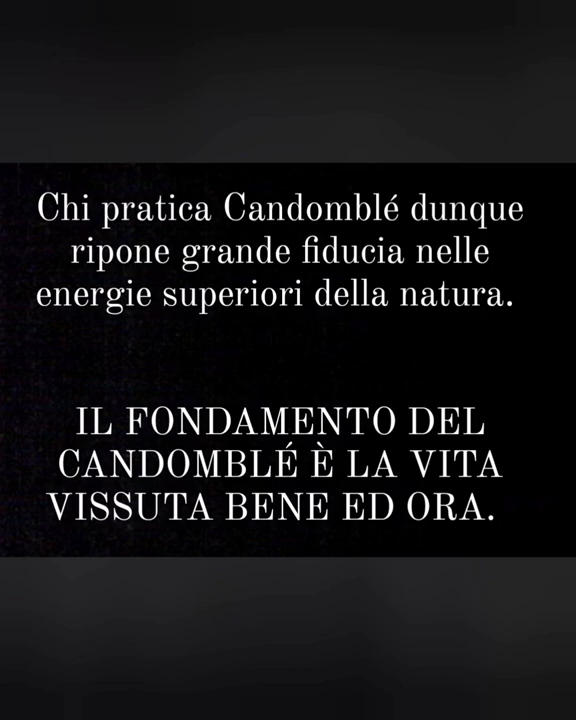 Chi pratica Candomblé dunque
ripone grande fiducia nelle
energie superiori della natura.
IL FONDAMENTO DEL
CANDOMBLÉ È LA VITA
VISSUTA BENE ED ORA.